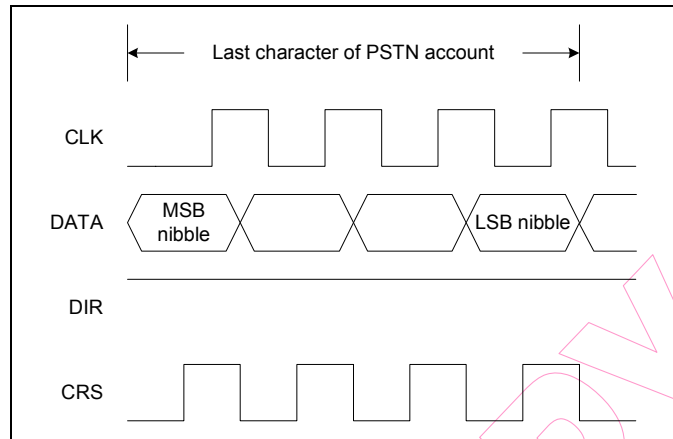 Last character of PSTN account
CLK
DATA
MSB
nibble
LSB nibble
DIR
CRS